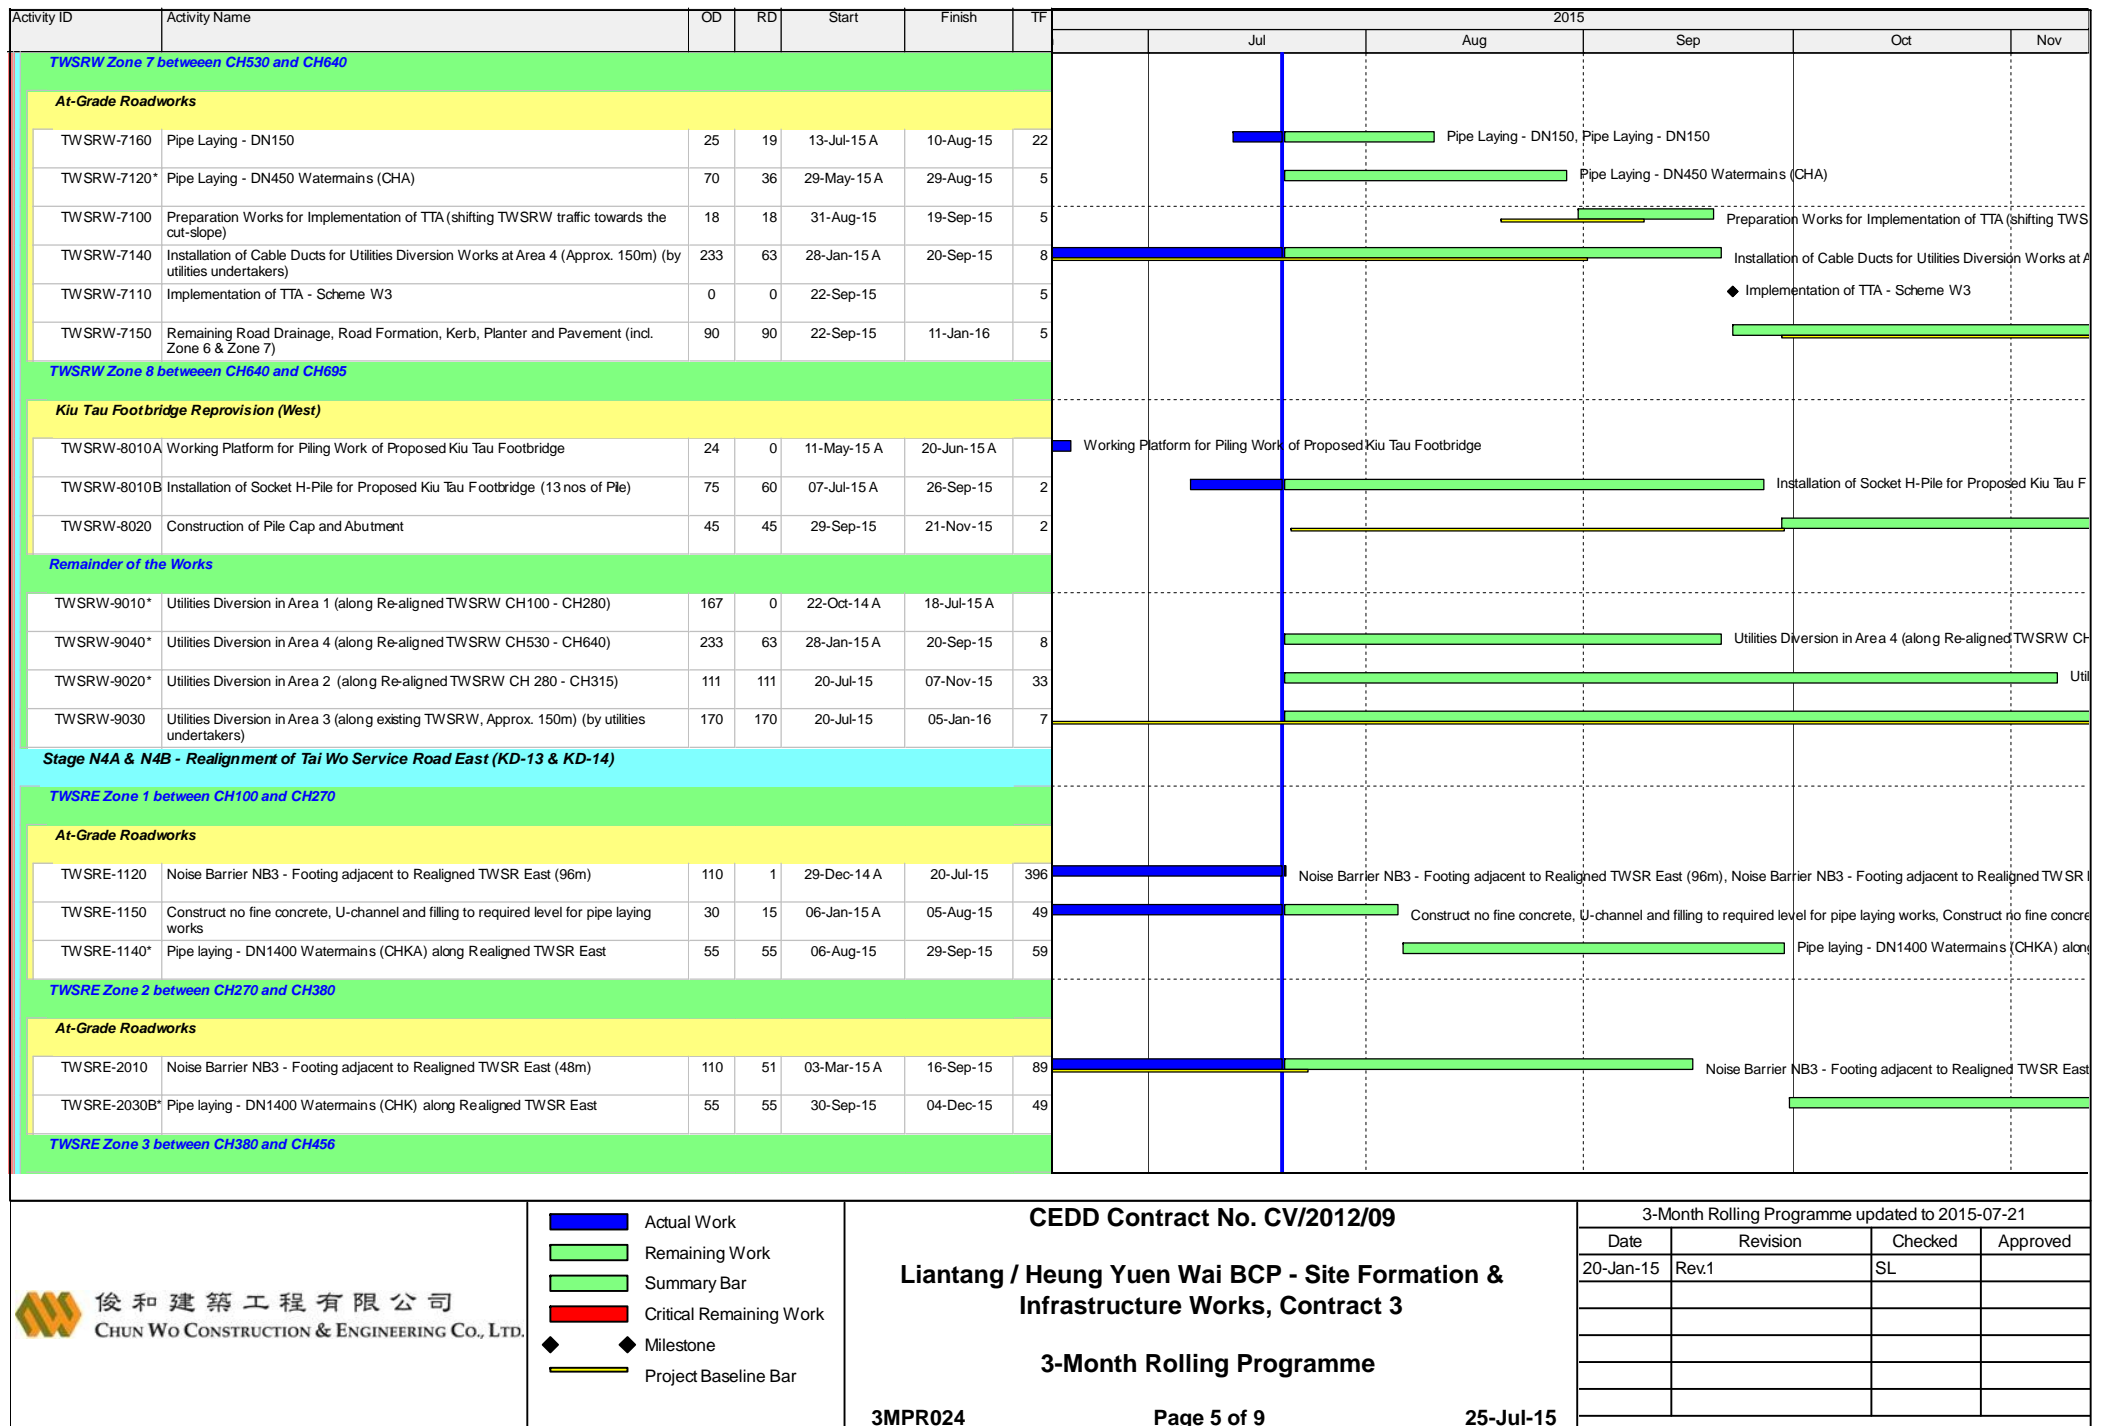 Activity ID Activity Name OD RD Start Finish TF 2015
Jul Aug Sep Oct Nov
TWSRW Zone 7 betweeen CH530 and CH640
At-Grade Roadworks
TWSRW-7160 Pipe Laying - DN150 25 19 13-Jul-15 A 10-Aug-15 22 Pipe Laying - DN150, Pipe Laying - DN150
TWSRW-7120* Pipe Laying - DN450 Watermains (CHA) 70 36 29-May-15 A 29-Aug-15 5 Pipe Laying - DN450 Watermains (CHA)
TWSRW-7100 Preparation Works for Implementation of TTA (shifting TWSRW traffic towards the 18 18 31-Aug-15 19-Sep-15 5 Preparation Works for Implementation of TTA (shifting TWS
cut-slope)
TWSRW-7140 Installation of Cable Ducts for Utilities Diversion Works at Area 4 (Approx. 150m) (by 233 63 28-Jan-15 A 20-Sep-15 8 Installation of Cable Ducts for Utilities Diversion Works at A
utilities undertakers)
TWSRW-7110 Implementation of TTA - Scheme W3 0 0 22-Sep-15 5 Implementation of TTA - Scheme W3
TWSRW-7150 Remaining Road Drainage, Road Formation, Kerb, Planter and Pavement (incl. 90 90 22-Sep-15 11-Jan-16 5
Zone 6 & Zone 7)
TWSRW Zone 8 betweeen CH640 and CH695
Kiu Tau Footbridge Reprovision (West)
TWSRW-8010A Working Platform for Piling Work of Proposed Kiu Tau Footbridge 24 0 11-May-15 A 20-Jun-15 A Working Platform for Piling Work of Proposed Kiu Tau Footbridge
TWSRW-8010B Installation of Socket H-Pile for Proposed Kiu Tau Footbridge (13 nos of Pile) 75 60 07-Jul-15 A 26-Sep-15 2 Installation of Socket H-Pile for Proposed Kiu Tau F
TWSRW-8020 Construction of Pile Cap and Abutment 45 45 29-Sep-15 21-Nov-15 2
Remainder of the Works
TWSRW-9010* Utilities Diversion in Area 1 (along Re-aligned TWSRW CH100 - CH280) 167 0 22-Oct-14 A 18-Jul-15 A
TWSRW-9040* Utilities Diversion in Area 4 (along Re-aligned TWSRW CH530 - CH640) 233 63 28-Jan-15 A 20-Sep-15 8 Utilities Diversion in Area 4 (along Re-aligned TWSRW CH
TWSRW-9020* Utilities Diversion in Area 2 (along Re-aligned TWSRW CH 280 - CH315) 111 111 20-Jul-15 07-Nov-15 33 Util
TWSRW-9030 Utilities Diversion in Area 3 (along existing TWSRW, Approx. 150m) (by utilities 170 170 20-Jul-15 05-Jan-16 7
undertakers)
Stage N4A & N4B - Realignment of Tai Wo Service Road East (KD-13 & KD-14)
TWSRE Zone 1 between CH100 and CH270
At-Grade Roadworks
TWSRE-1120 Noise Barrier NB3 - Footing adjacent to Realigned TWSR East (96m) 110 1 29-Dec-14 A 20-Jul-15 396 Noise Barrier NB3 - Footing adjacent to Realigned TWSR East (96m), Noise Barrier NB3 - Footing adjacent to Realigned TWSR
TWSRE-1150 Construct no fine concrete, U-channel and filling to required level for pipe laying 30 15 06-Jan-15 A 05-Aug-15 49 Construct no fine concrete, U-channel and filling to required level for pipe laying works, Construct no fine concre
works
TWSRE-1140* Pipe laying - DN1400 Watermains (CHKA) along Realigned TWSR East 55 55 06-Aug-15 29-Sep-15 59 Pipe laying - DN1400 Watermains (CHKA) along
TWSRE Zone 2 between CH270 and CH380
At-Grade Roadworks
TWSRE-2010 Noise Barrier NB3 - Footing adjacent to Realigned TWSR East (48m) 110 51 03-Mar-15 A 16-Sep-15 89 Noise Barrier NB3 - Footing adjacent to Realigned TWSR East
TWSRE-2030B* Pipe laying - DN1400 Watermains (CHK) along Realigned TWSR East 55 55 30-Sep-15 04-Dec-15 49
TWSRE Zone 3 between CH380 and CH456
俊和建築工程有限公司
CHUN WO CONSTRUCTION & ENGINEERING CO., LTD.
Actual Work
Remaining Work
Summary Bar
Critical Remaining Work
Milestone
Project Baseline Bar
CEDD Contract No. CV/2012/09
Liantang / Heung Yuen Wai BCP - Site Formation &
Infrastructure Works, Contract 3
3-Month Rolling Programme
3MPR024 Page 5 of 9 25-Jul-15
3-Month Rolling Programme updated to 2015-07-21
Date Revision Checked Approved
20-Jan-15 Rev.1 SL